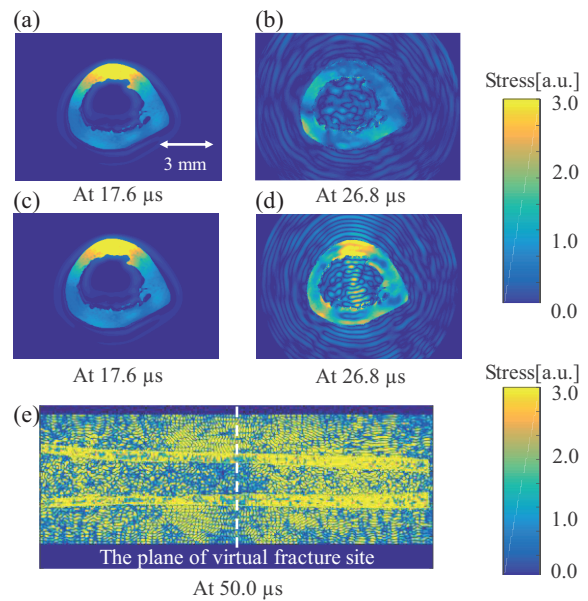 (a)
(b)
Stress[a.u.]
3.0
2.0
1.0
0.0
3 mm
At 17.6 µs
At 26.8 µs
(c)
(d)
At 17.6 µs
At 26.8 µs
Stress[a.u.]
3.0
2.0
1.0
0.0
(e)
The plane of virtual fracture site
At 50.0 µs